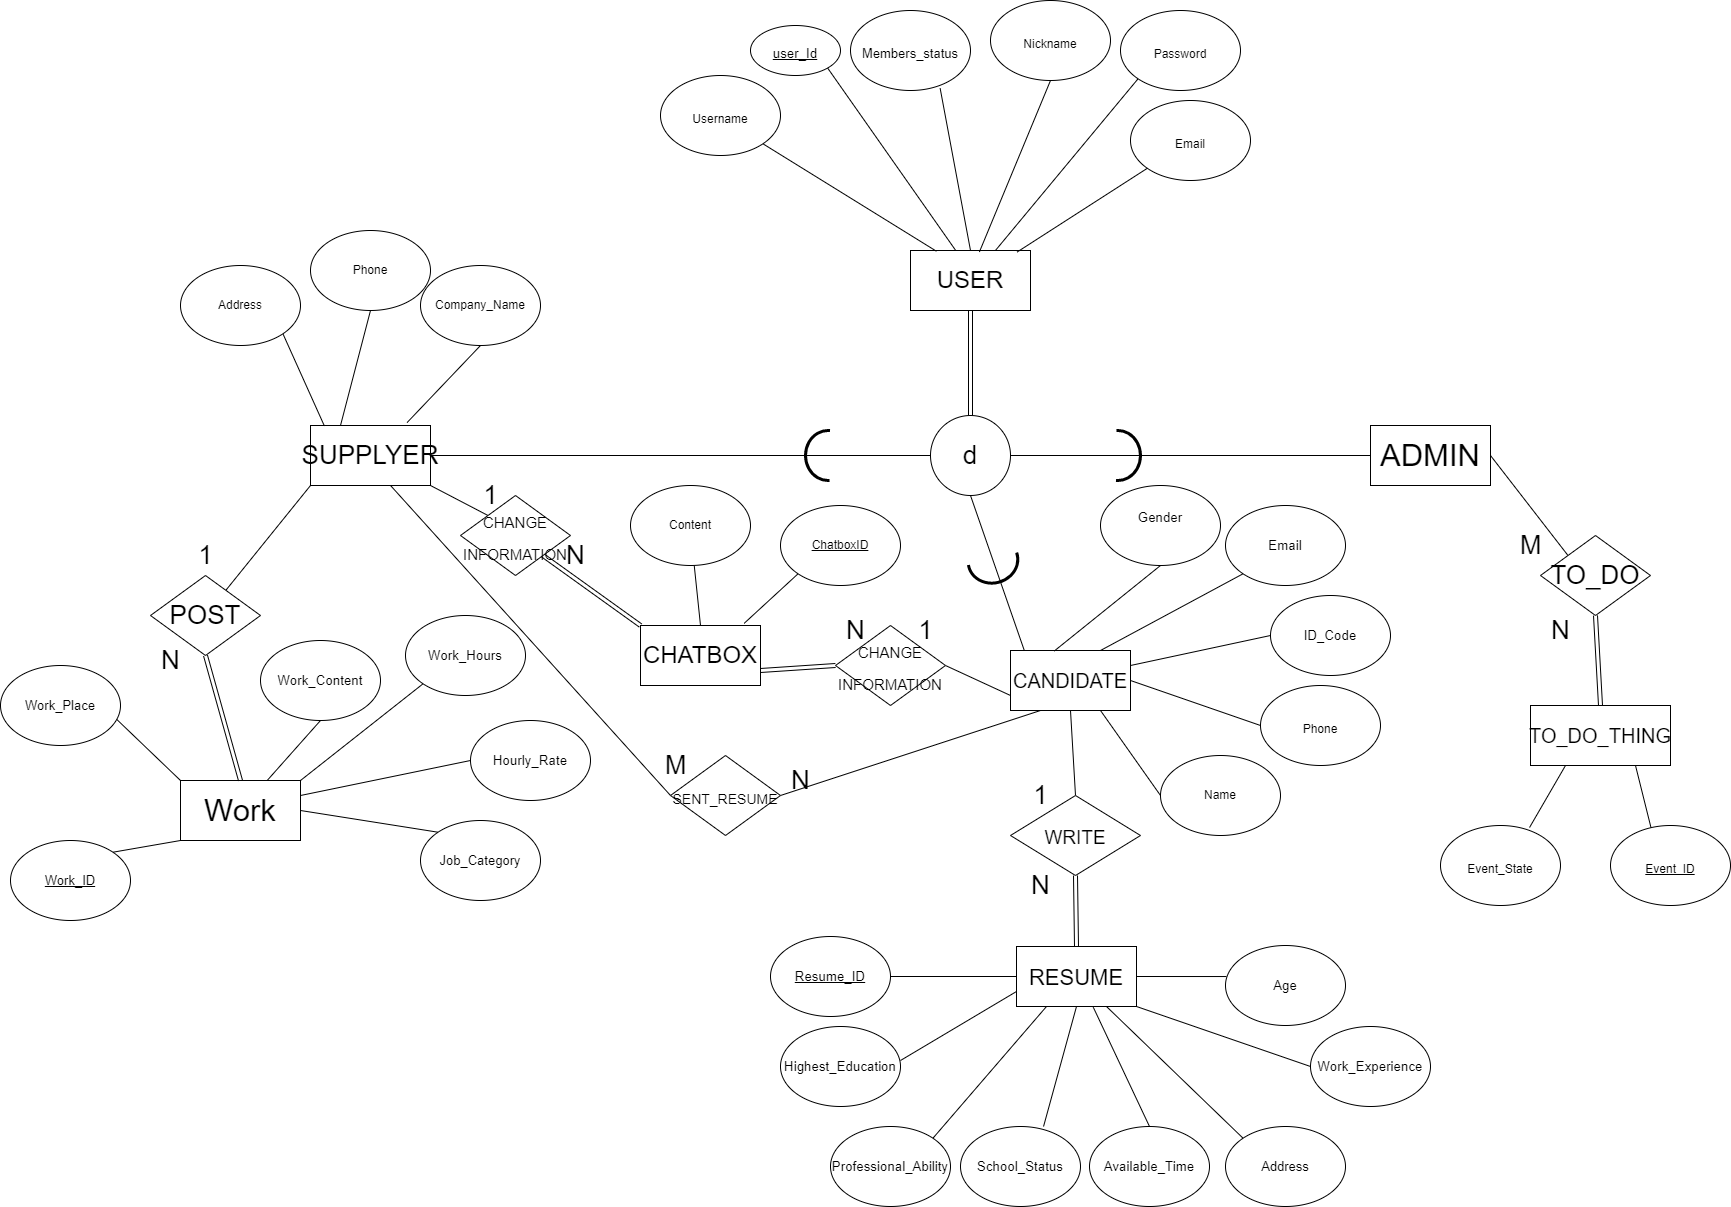 Nickname
user_Id
Members_status
Password
Username
Email
Phone
USER
Address
Company_Name
SUPPLYER
d
ADMIN
1
CHANGE
INFORMATION
N
Content
ChatboxID
Gender
Email
M
TO_DO
N
1
POST
N
CHATBOX
N
1
CHANGE
INFORMATION
CANDIDATE
ID_Code
Phone
Name
TO_DO_THING
Work_Hours
Work_Content
Work_Place
Hourly_Rate
Work
Job_Category
Work_ID
M
SENT_RESUME
N
1
WRITE
N
Event_State
Event_ID
Resume_ID
RESUME
Age
Highest_Education
Work_Experience
Professional_Ability
School_Status
Available_Time
Address